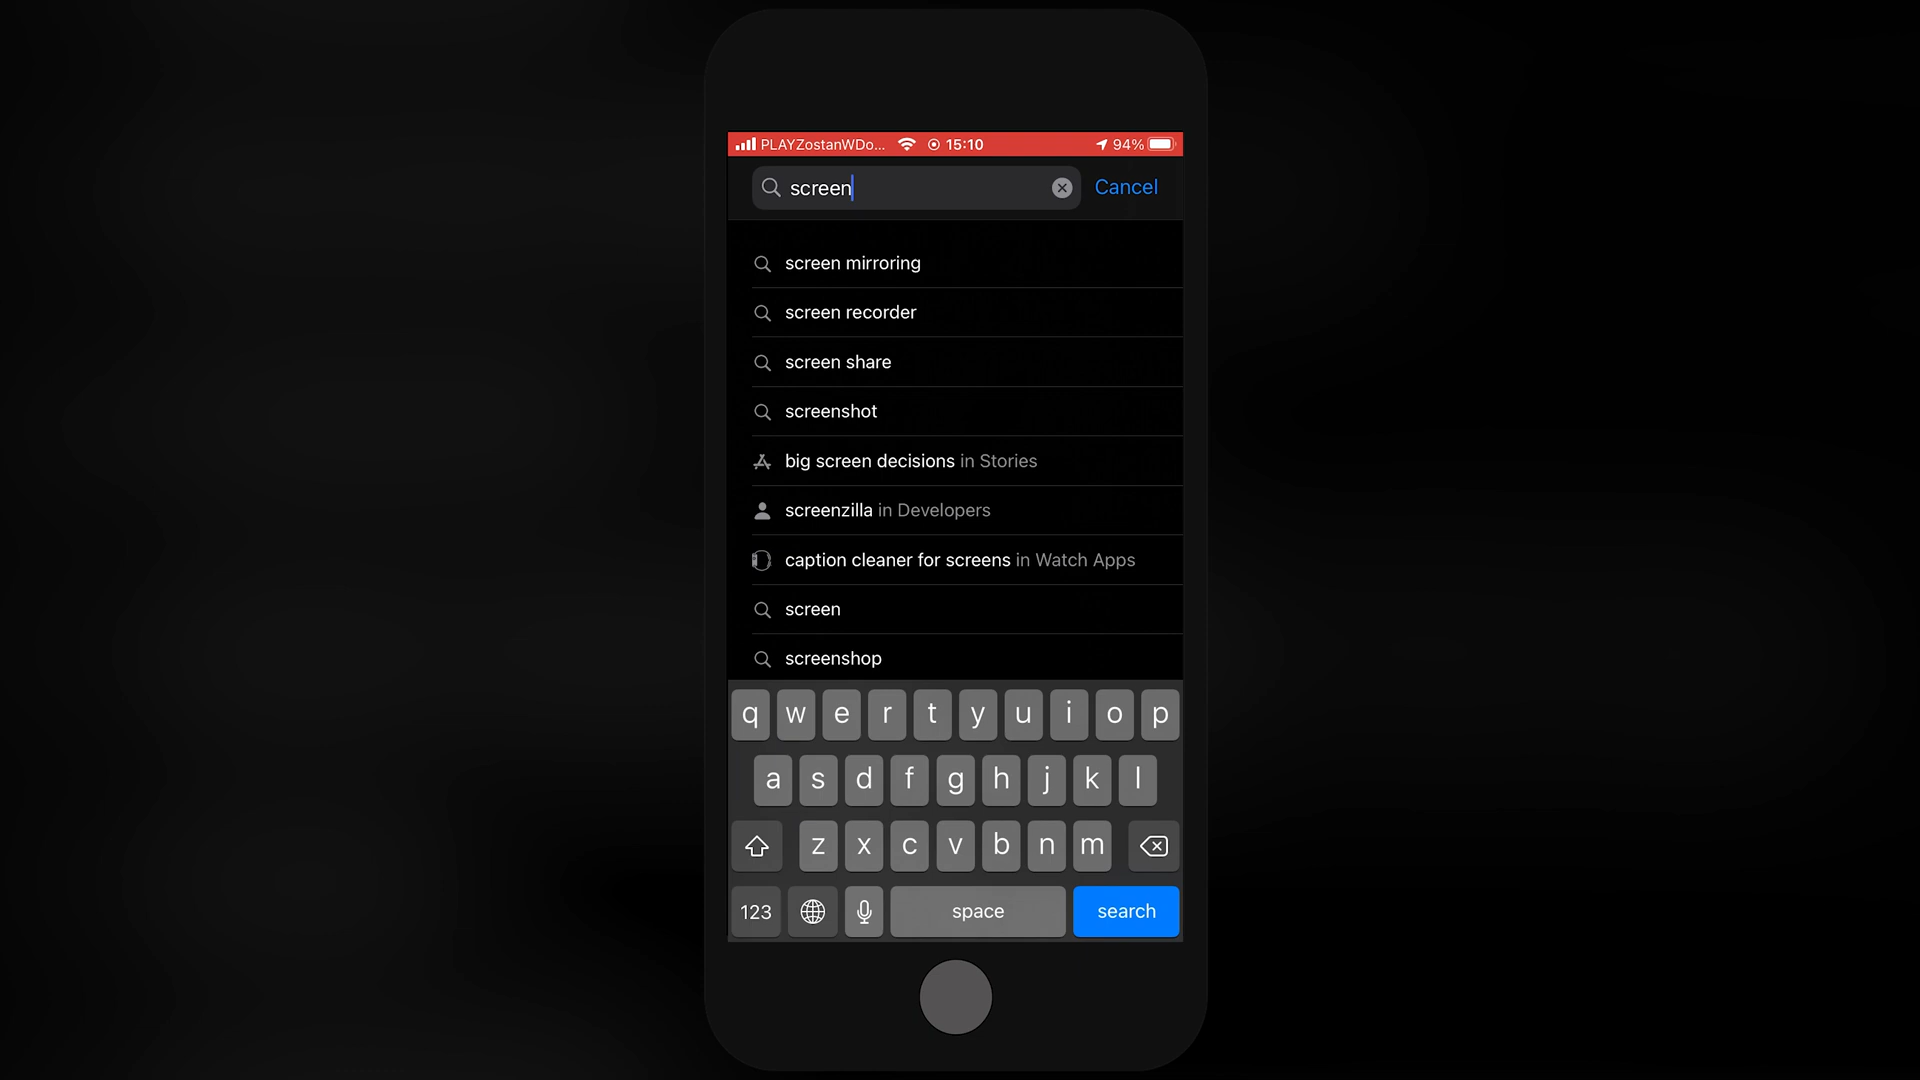 PLAYZostanWDo... 15:10 94%
screen Cancel
screen mirroring
screen recorder
screen share
screenshot
big screen decisions in Stories
screenzilla in Developers
caption cleaner for screens in Watch Apps
screen
screenshop
q w e r t y u i o p
a s d f g h j k l
z x c v b n m
123 space search